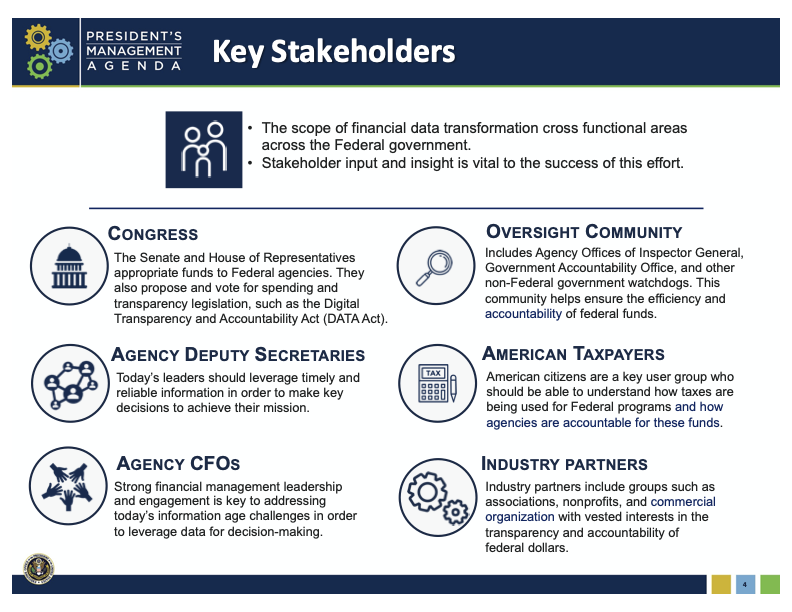 PRESIDENT'S
MANAGEMENT
AGENDA
Key Stakeholders
• The scope of financial data transformation cross functional areas
across the Federal government.
• Stakeholder input and insight is vital to the success of this effort.
CONGRESS
The Senate and House of Representatives
appropriate funds to Federal agencies. They
also propose and vote for spending and
transparency legislation, such as the Digital
Transparency and Accountability Act (DATA Act).
OVERSIGHT COMMUNITY
Includes Agency Offices of Inspector General,
Government Accountability Office, and other
non-Federal government watchdogs. This
community helps ensure the efficiency and
accountability of federal funds.
AGENCY DEPUTY SECRETARIES
Today's leaders should leverage timely and
reliable information in order to make key
decisions to achieve their mission.
AMERICAN TAXPAYERS
TAX
American citizens are a key user group who
should be able to understand how taxes are
being used for Federal programs and how
agencies are accountable for these funds.
AGENCY CFOS
Strong financial management leadership
and engagement is key to addressing
today's information age challenges in order
to leverage data for decision-making.
INDUSTRY PARTNERS
Industry partners include groups such as
associations, nonprofits, and commercial
organization with vested interests in the
transparency and accountability of
federal dollars.
4